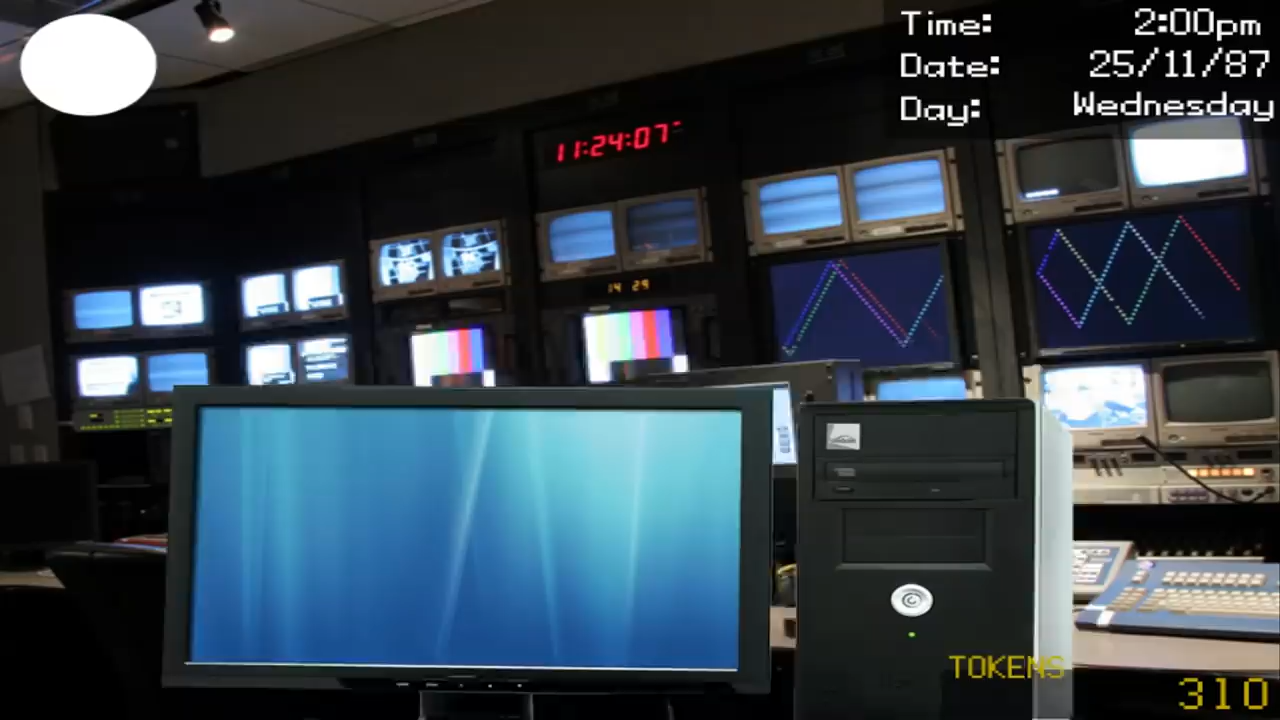 Time: 2:00pm
Date: 25/11/87
Day: Wednesday
11:24:07
14 29
TOKENS
310